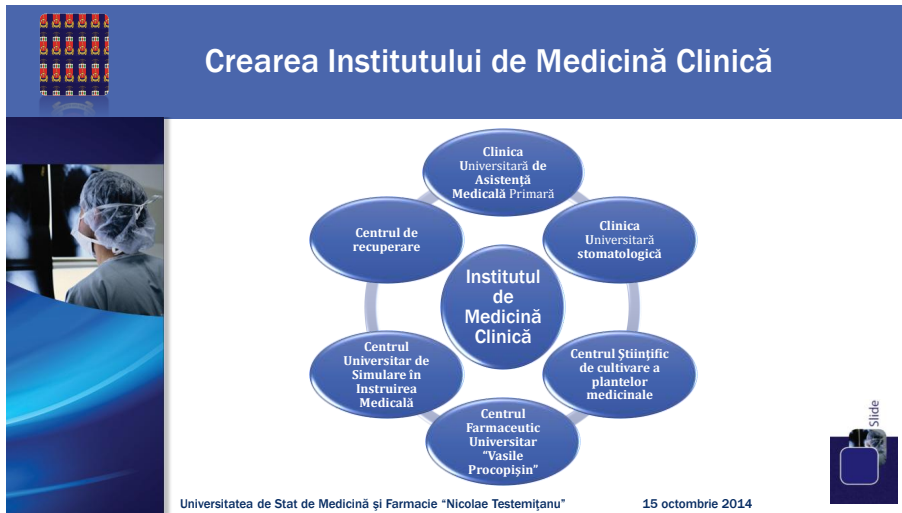 Crearea Institutului de Medicină Clinică
Clinica
Universitară de
Asistență
Medicală Primară
Clinica
Universitară
stomatologică
Centrul Științific
de cultivare a
plantelor
medicinale
Centrul
Farmaceutic
Universitar
“Vasile
Procopișin”
Centrul
Universitar de
Simulare în
Instruirea
Medicală
Centrul de
recuperare
Institutul
de
Medicină
Clinică
Slide
Universitatea de Stat de Medicină şi Farmacie “Nicolae Testemiţanu” 15 octombrie 2014